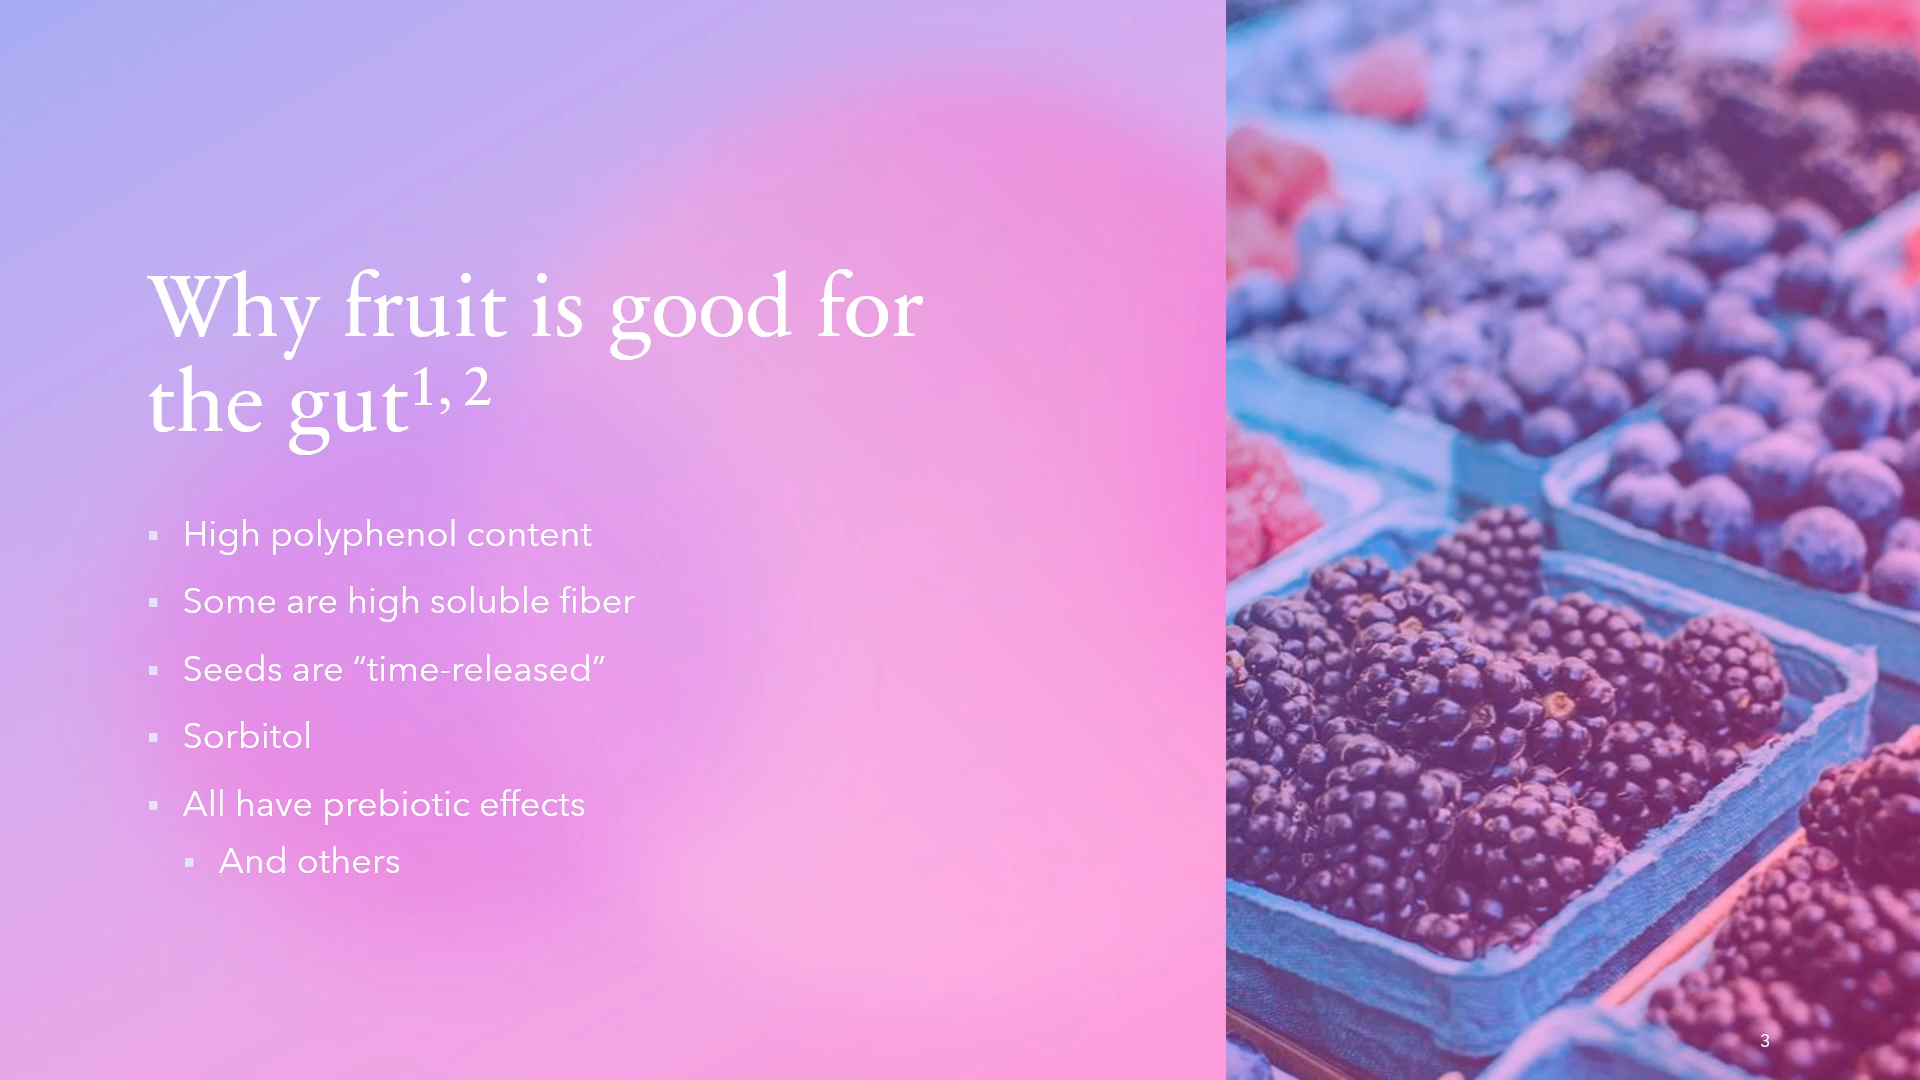 Why fruit is good for
the gut1, 2
High polyphenol content
Some are high soluble fiber
Seeds are “time-released”
Sorbitol
All have prebiotic effects
And others
3